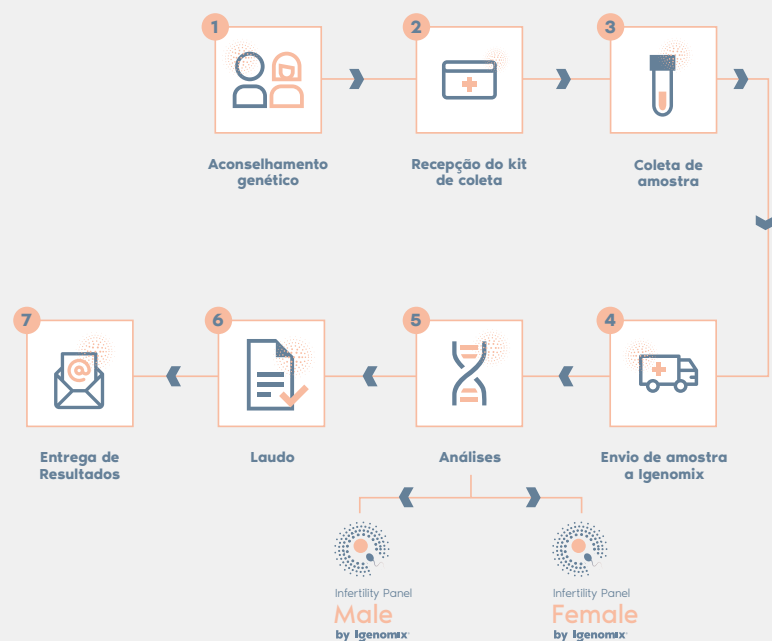 1
2
3
Aconselhamento
genético
Recepção do kit
de coleta
Coleta de
amostra
7
6
5
4
@
Entrega de
Resultados
Laudo
Análises
Envio de amostra
a Igenomix
Infertility Panel
Male
by Igenomix
Infertility Panel
Female
by Igenomix